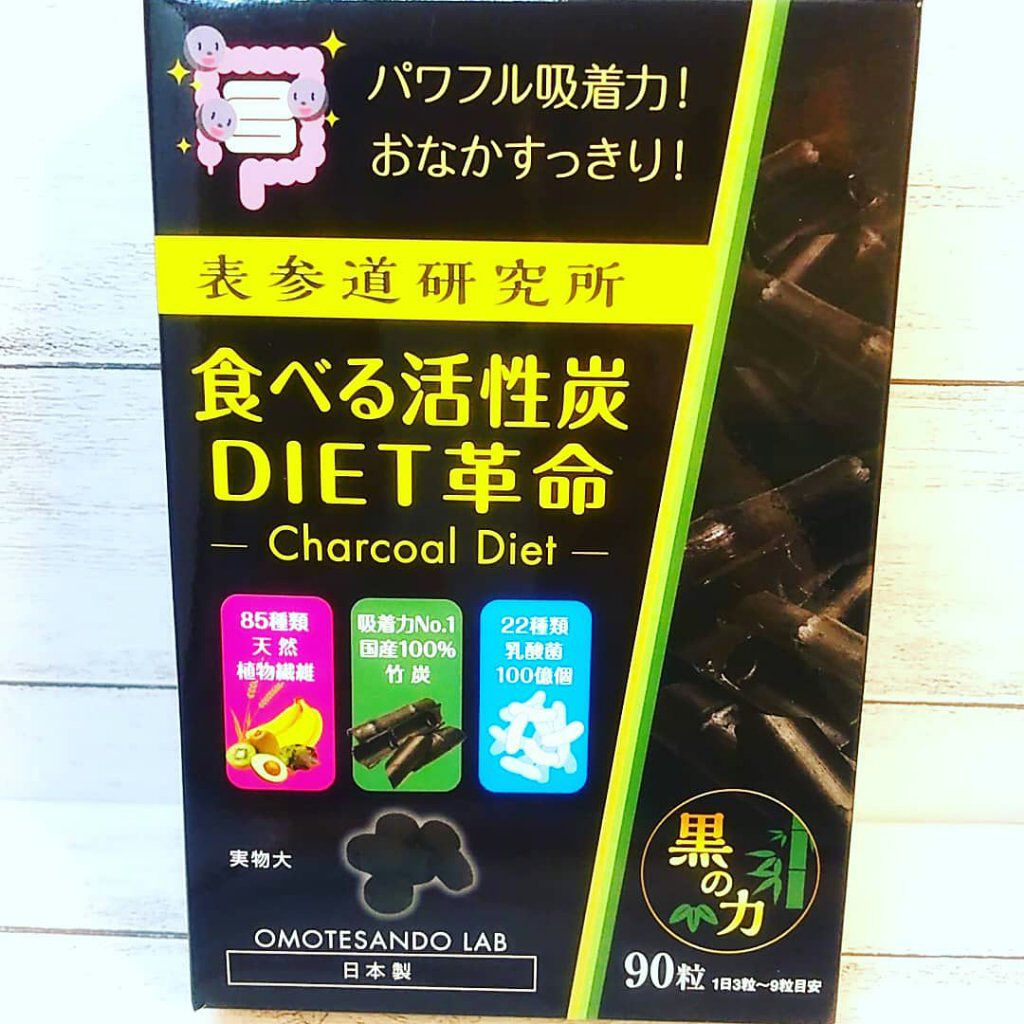 パワフル吸着力!
おなかすっきり!
表参道研究所
食べる活性炭
DIET革命
— Charcoal Diet —
85種類
天然
植物繊維
吸着力No.1
国産100%
竹炭
22種類
乳酸菌
100億個
実物大
OMOTESANDO LAB
日本製
黒の力
90粒 1日3粒〜9粒目安